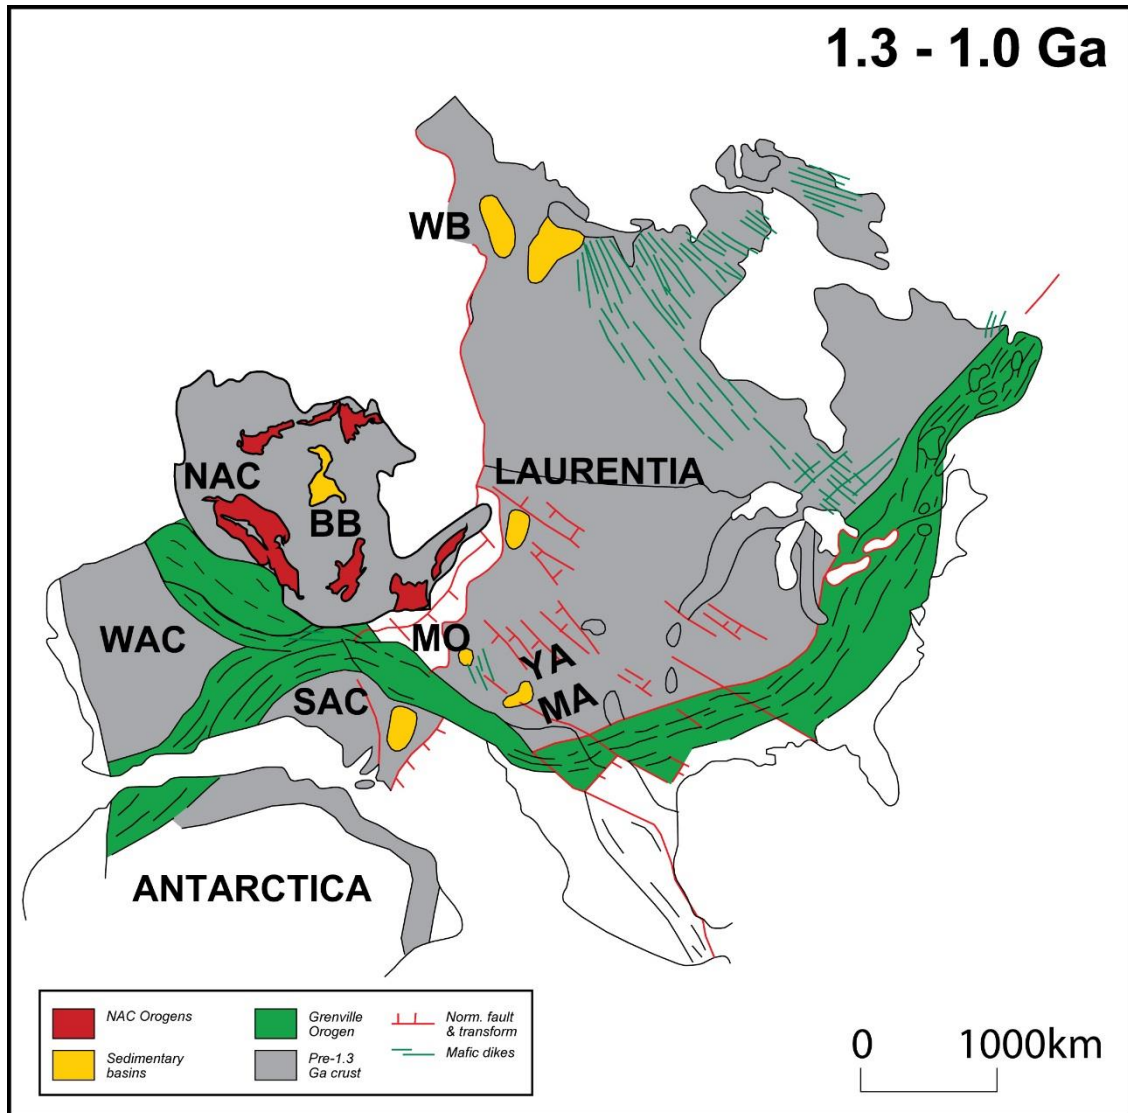 1.3 - 1.0 Ga
WB
LAURENTIA
NAC
BB
WAC
MO
YA
MA
SAC
ANTARCTICA
NAC Orogens
Sedimentary
basins
Grenville
Orogen
Pre-1.3
Ga crust
Norm. fault
& transform
Mafic dikes
0 1000km